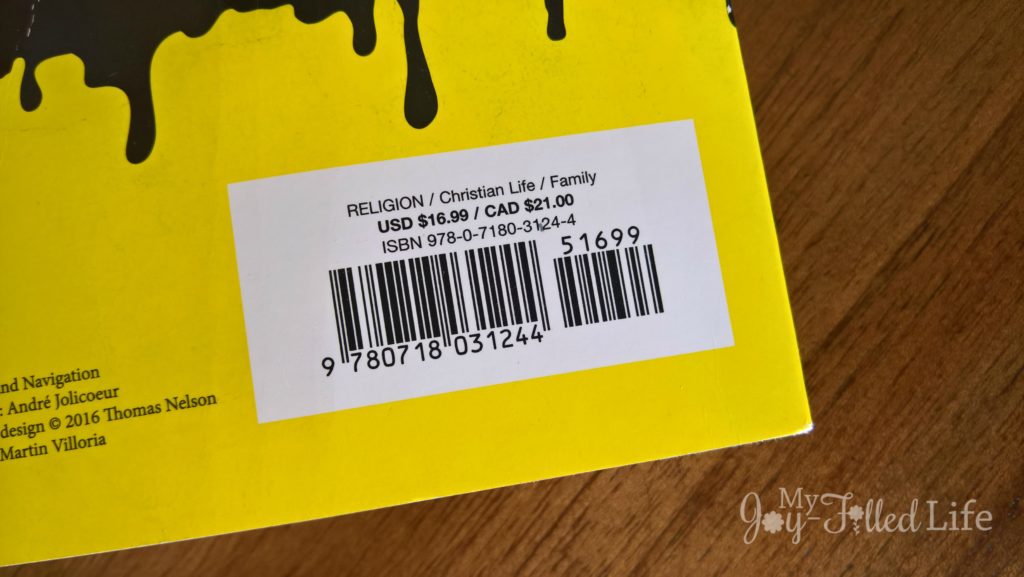 RELIGION / Christian Life / Family
USD $16.99 / CAD $21.00
ISBN 978-0-7180-3124-4
51699
9 780718 031244
nd Navigation
: André Jolicoeur
design © 2016 Thomas Nelson
Martin Villoria
My
Joy-Filled Life